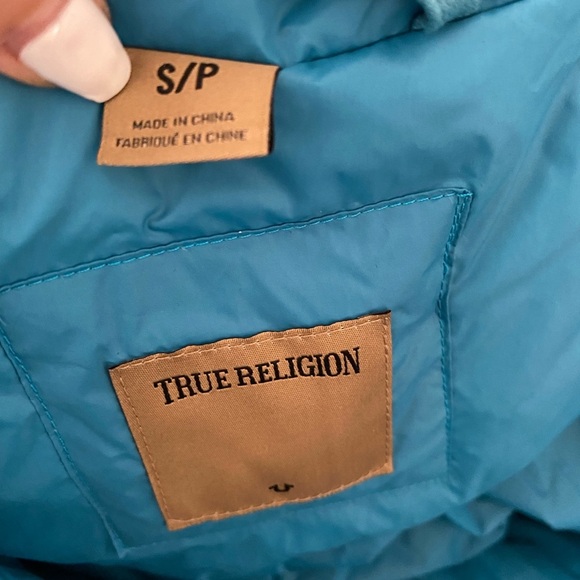 S/P
MADE IN CHINA
FABRIQUÉ EN CHINE
TRUE RELIGION